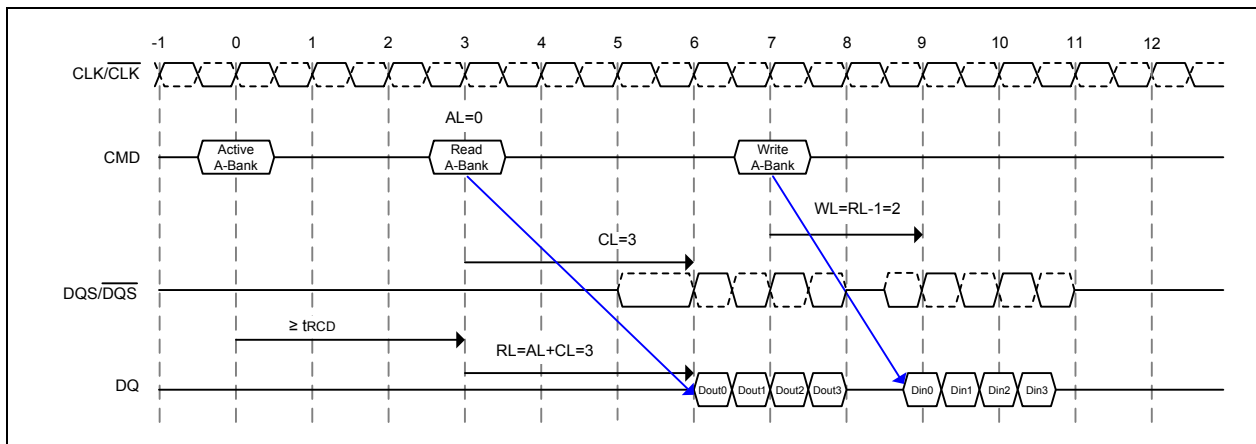 -1 0 1 2 3 4 5 6 7 8 9 10 11 12
CLK/CLK
AL=0
CMD
Active
A-Bank
Read
A-Bank
Write
A-Bank
WL=RL-1=2
CL=3
DQS/DQS
≥ tRCD
RL=AL+CL=3
DQ
Dout0 Dout1 Dout2 Dout3 Din0 Din1 Din2 Din3